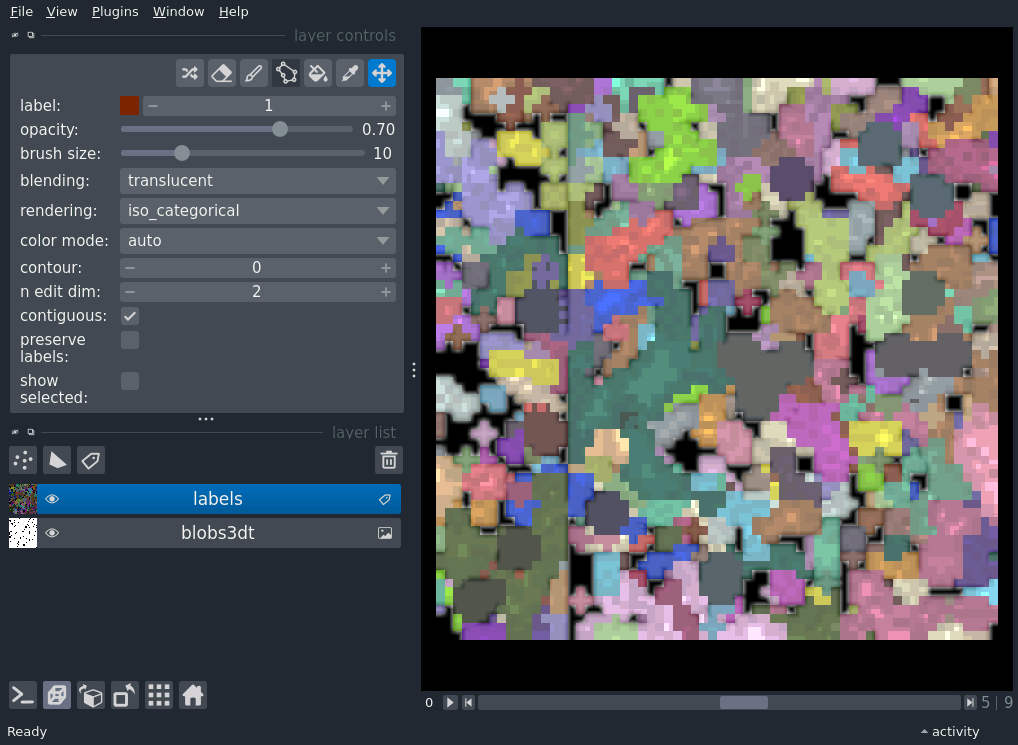 File View Plugins Window Help
layer controls
label: 1
opacity: 0.70
brush size: 10
blending: translucent
rendering: iso_categorical
color mode: auto
contour: 0
n edit dim: 2
contiguous:
preserve
labels:
show
selected:
layer list
labels
blobs3dt
0 5 | 9
Ready activity